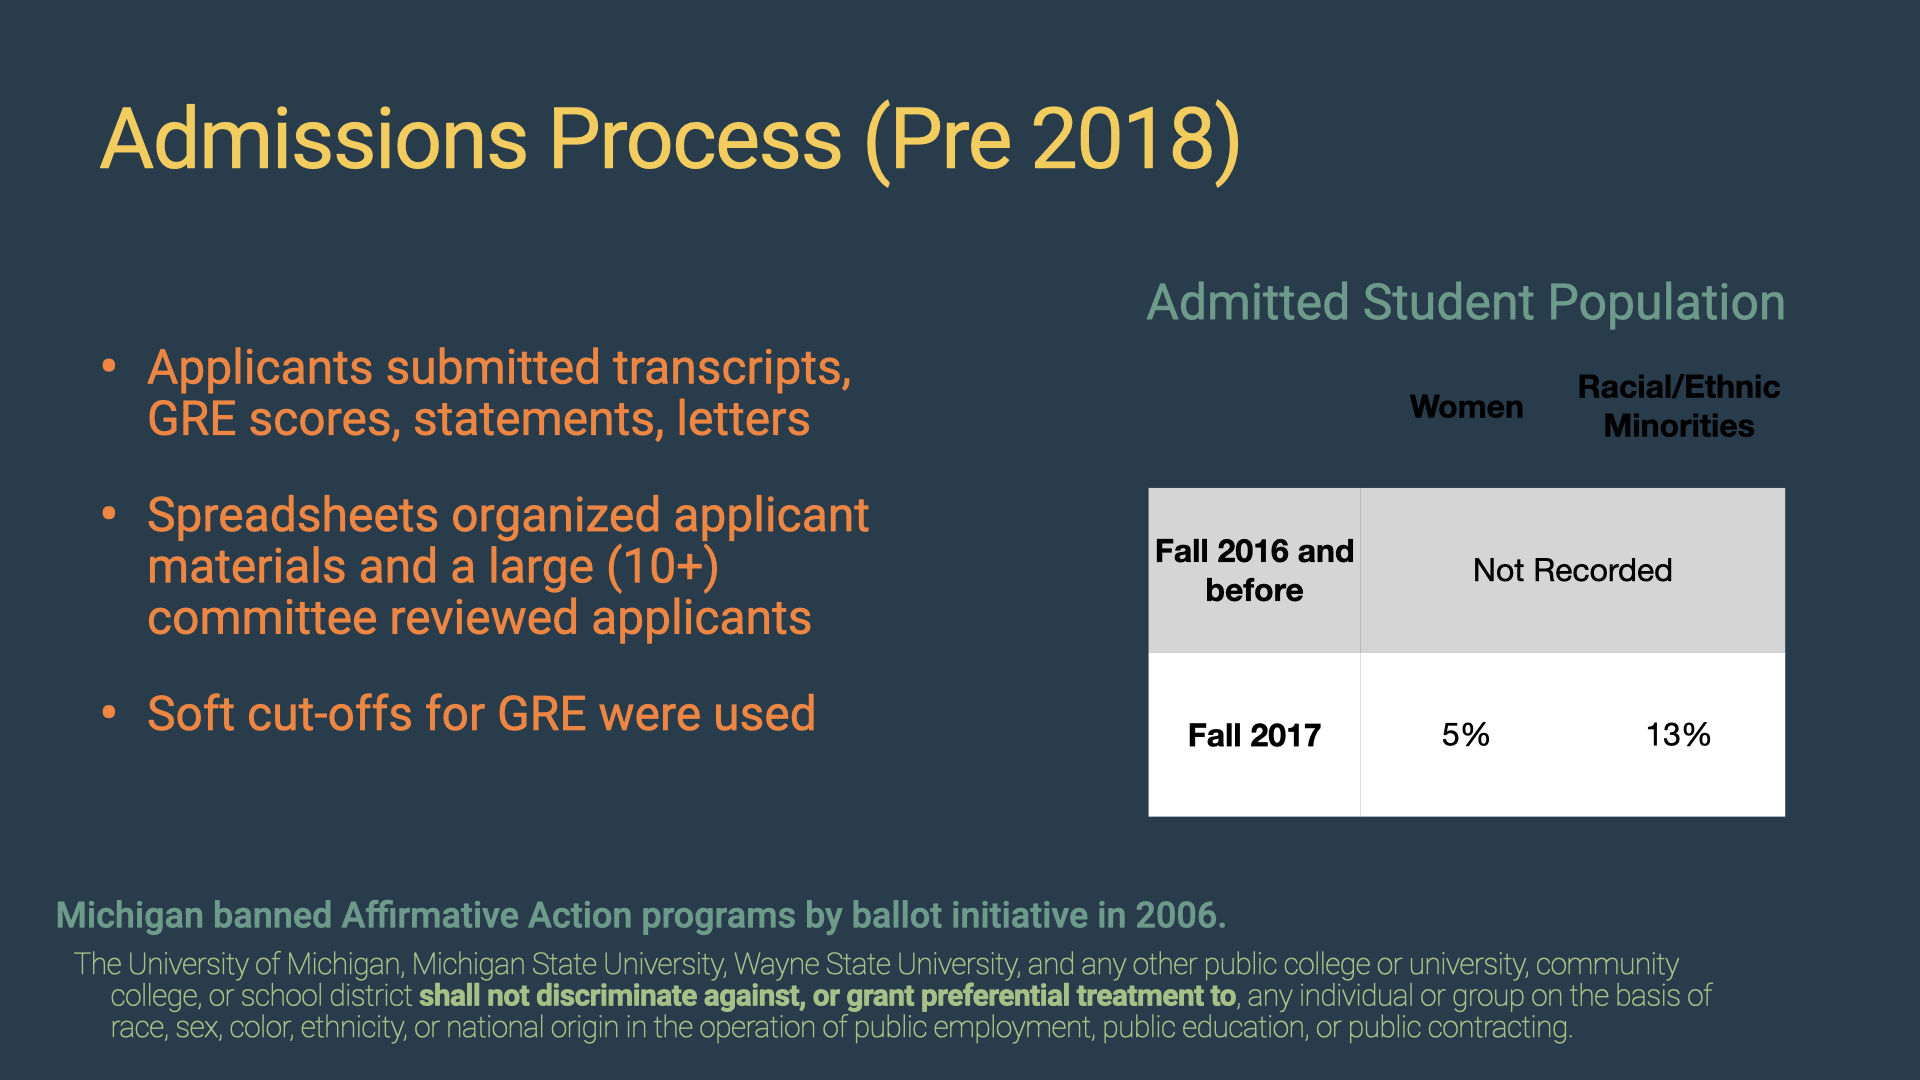 Admissions Process (Pre 2018)
• Applicants submitted transcripts,
GRE scores, statements, letters
• Spreadsheets organized applicant
materials and a large (10+)
committee reviewed applicants
• Soft cut-offs for GRE were used
Admitted Student Population
Women
Racial/Ethnic
Minorities
Fall 2016 and
before
Not Recorded
Fall 2017 5% 13%
Michigan banned Affirmative Action programs by ballot initiative in 2006.
The University of Michigan, Michigan State University, Wayne State University, and any other public college or university, community
college, or school district shall not discriminate against, or grant preferential treatment to, any individual or group on the basis of
race, sex, color, ethnicity, or national origin in the operation of public employment, public education, or public contracting.